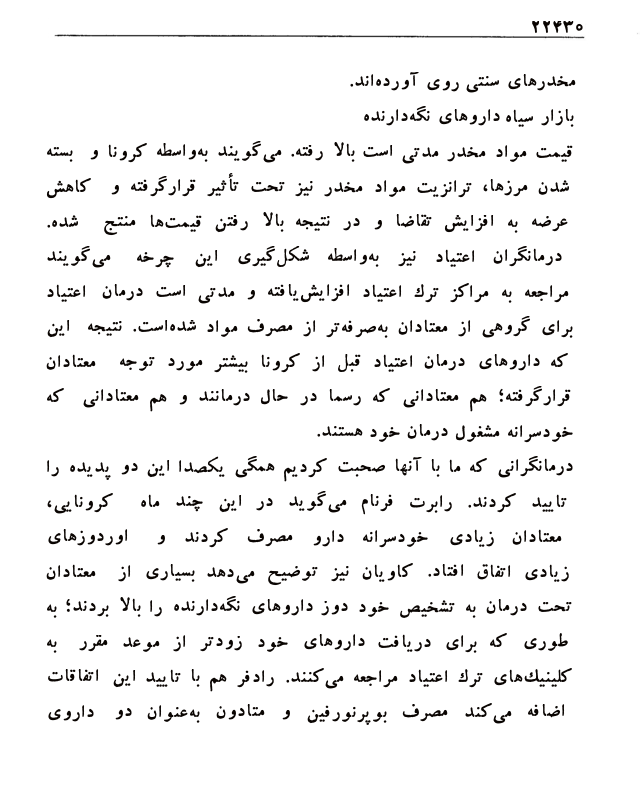 ۲۲۴۳۰
مخدرهای سنتی روی آورده‌اند.
بازار سیاه داروهای نگه‌دارنده
قیمت مواد مخدر مدتی است بالا رفته. می‌گویند به‌واسطه کرونا و بسته
شدن مرزها، ترانزیت مواد مخدر نیز تحت تأثیر قرارگرفته و کاهش
عرضه به افزایش تقاضا و در نتیجه بالا رفتن قیمت‌ها منتج شده.
درمانگران اعتیاد نیز به‌واسطه شکل‌گیری این چرخه می‌گویند
مراجعه به مراکز ترك اعتیاد افزایش‌یافته و مدتی است درمان اعتیاد
برای گروهی از معتادان به‌صرفه‌تر از مصرف مواد شده‌است. نتیجه این
که داروهای درمان اعتیاد قبل از کرونا بیشتر مورد توجه معتادان
قرارگرفته؛ هم معتادانی که رسما در حال درمانند و هم معتادانی که
خودسرانه مشغول درمان خود هستند.
درمانگرانی که ما با آنها صحبت کردیم همگی یکصدا این دو پدیده را
تایید کردند. رابرت فرنام می‌گوید در این چند ماه کرونایی،
معتادان زیادی خودسرانه دارو مصرف کردند و اوردوزهای
زیادی اتفاق افتاد. کاویان نیز توضیح می‌دهد بسیاری از معتادان
تحت درمان به تشخیص خود دوز داروهای نگه‌دارنده را بالا بردند؛ به
طوری که برای دریافت داروهای خود زودتر از موعد مقرر به
کلینیك‌های ترك اعتیاد مراجعه می‌کنند. رادفر هم با تایید این اتفاقات
اضافه می‌کند مصرف بوپرنورفین و متادون به‌عنوان دو داروی